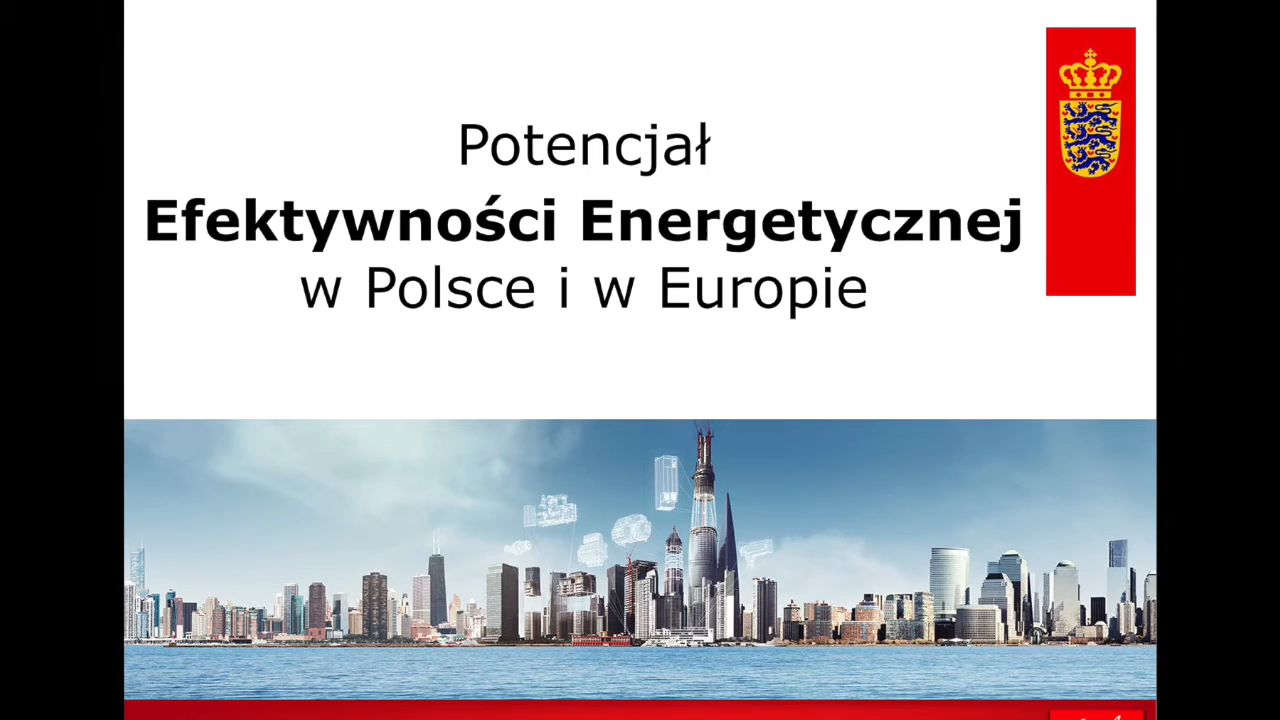 Potencjał
Efektywności Energetycznej
w Polsce i w Europie